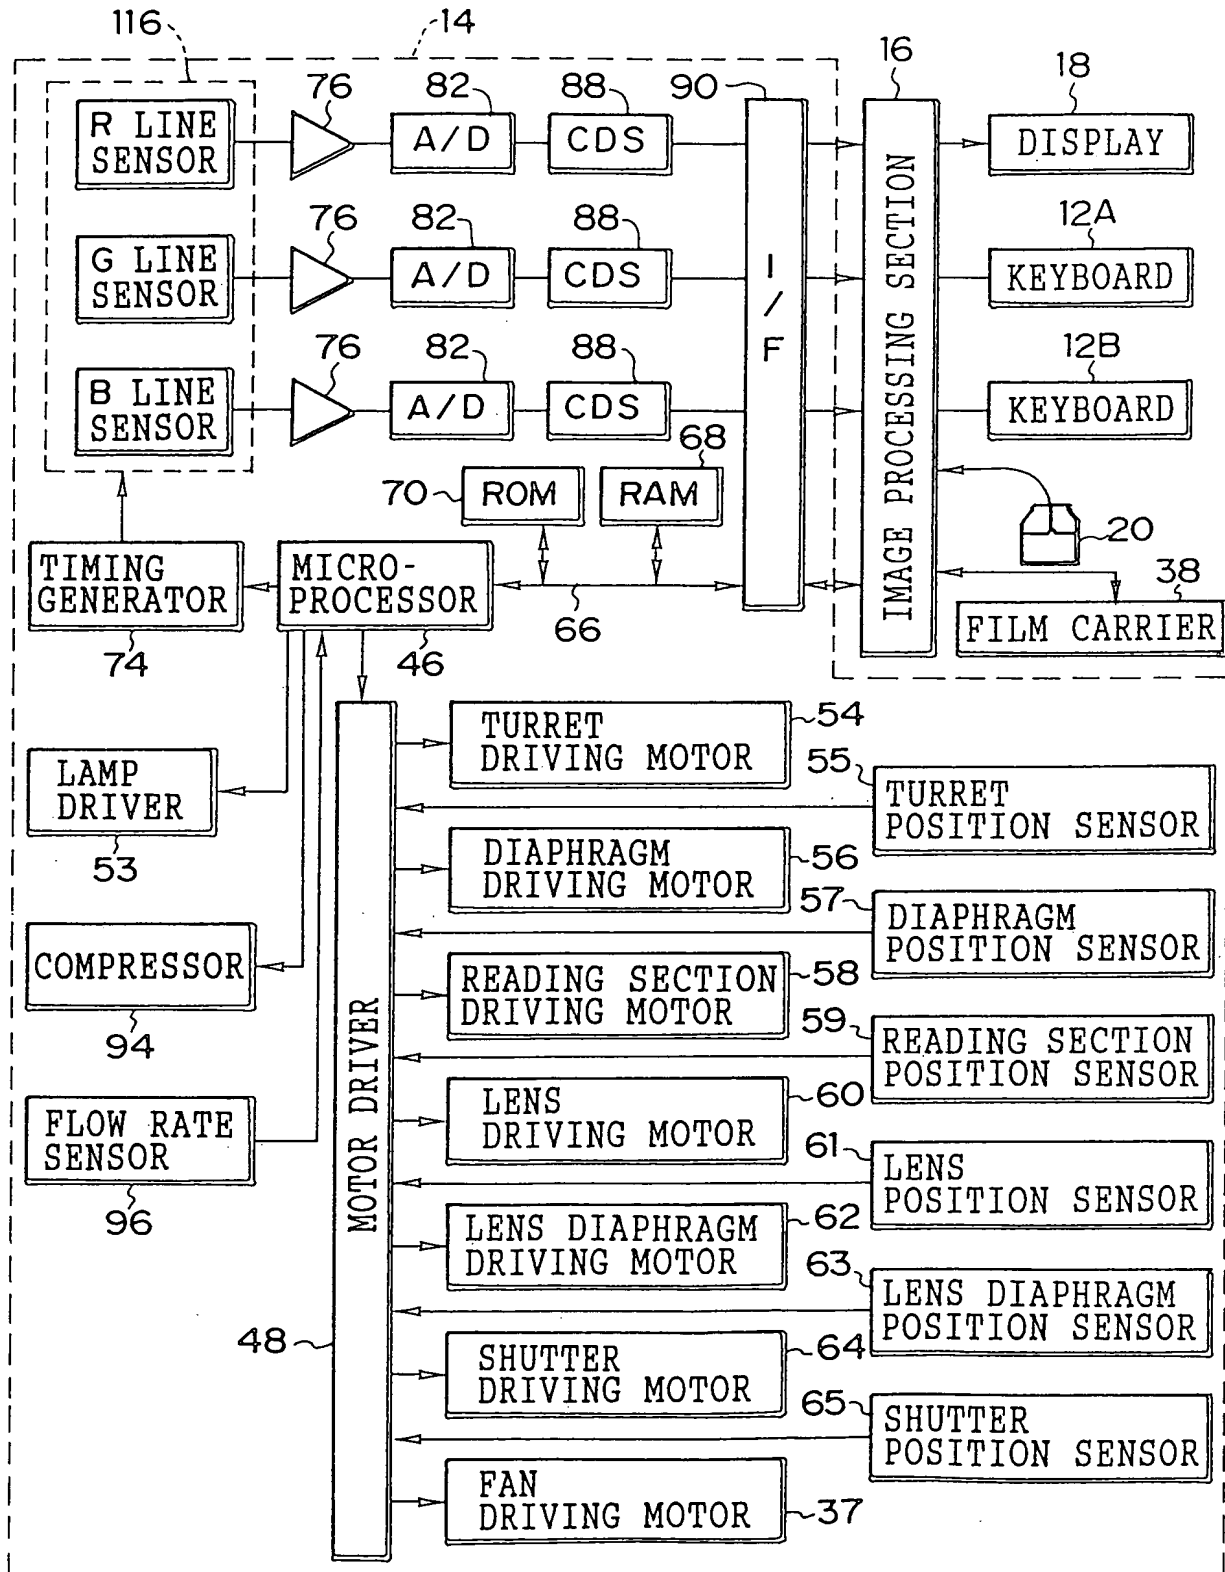 116
14
16
18
76
82
88
90
R LINE
SENSOR
A/D
CDS
DISPLAY
76
82
88
12A
G LINE
SENSOR
A/D
CDS
I/F
IMAGE PROCESSING SECTION
KEYBOARD
76
82
88
12B
B LINE
SENSOR
A/D
CDS
KEYBOARD
68
70
ROM
RAM
20
TIMING
GENERATOR
MICRO-
PROCESSOR
66
38
FILM CARRIER
74
46
TURRET
DRIVING MOTOR
54
55
LAMP
DRIVER
TURRET
POSITION SENSOR
53
DIAPHRAGM
DRIVING MOTOR
56
57
DIAPHRAGM
POSITION SENSOR
COMPRESSOR
94
READING SECTION
DRIVING MOTOR
58
59
READING SECTION
POSITION SENSOR
MOTOR DRIVER
FLOW RATE
SENSOR
96
LENS
DRIVING MOTOR
60
61
LENS
POSITION SENSOR
LENS DIAPHRAGM
DRIVING MOTOR
62
63
LENS DIAPHRAGM
POSITION SENSOR
48
SHUTTER
DRIVING MOTOR
64
65
SHUTTER
POSITION SENSOR
FAN
DRIVING MOTOR
37